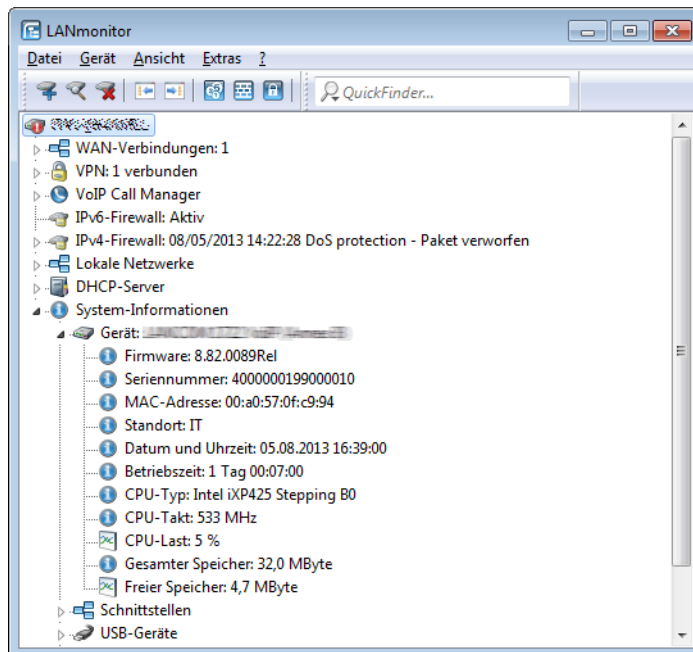 LANmonitor
Datei Gerät Ansicht Extras ?
QuickFinder...
WAN-Verbindungen: 1
VPN: 1 verbunden
VoIP Call Manager
IPv6-Firewall: Aktiv
IPv4-Firewall: 08/05/2013 14:22:28 DoS protection - Paket verworfen
Lokale Netzwerke
DHCP-Server
System-Informationen
Gerät:
Firmware: 8.82.0089Rel
Seriennummer: 4000000199000010
MAC-Adresse: 00:a0:57:0f:c9:94
Standort: IT
Datum und Uhrzeit: 05.08.2013 16:39:00
Betriebszeit: 1 Tag 00:07:00
CPU-Typ: Intel iXP425 Stepping B0
CPU-Takt: 533 MHz
CPU-Last: 5 %
Gesamter Speicher: 32,0 MByte
Freier Speicher: 4,7 MByte
Schnittstellen
USB-Geräte